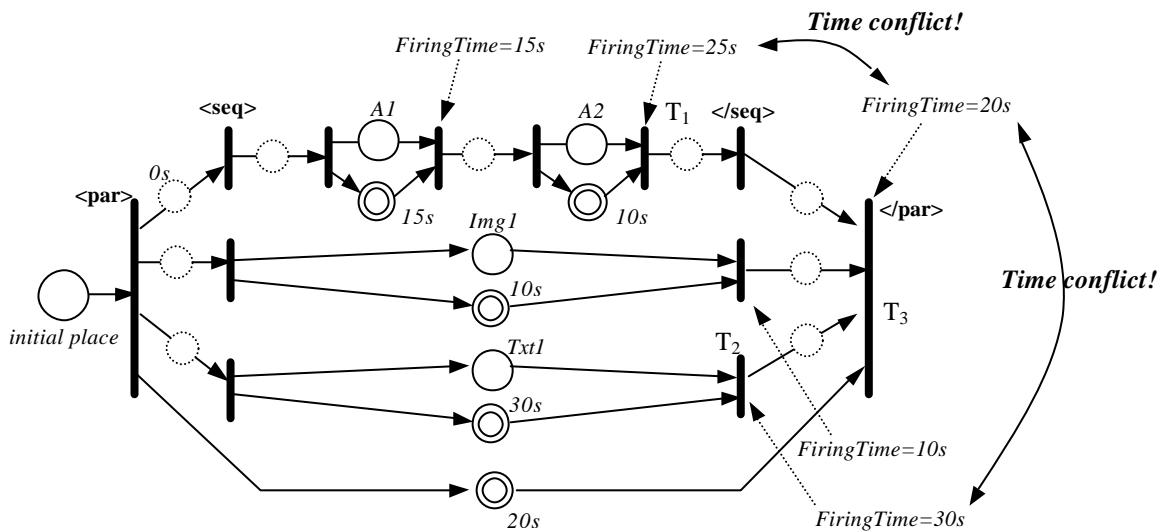 Time conflict!
FiringTime=15s
FiringTime=25s
FiringTime=20s
<seq>
A1
A2
T1
</seq>
0s
<par>
15s
10s
</par>
Img1
10s
Time conflict!
initial place
T3
Txt1
T2
30s
FiringTime=10s
20s
FiringTime=30s